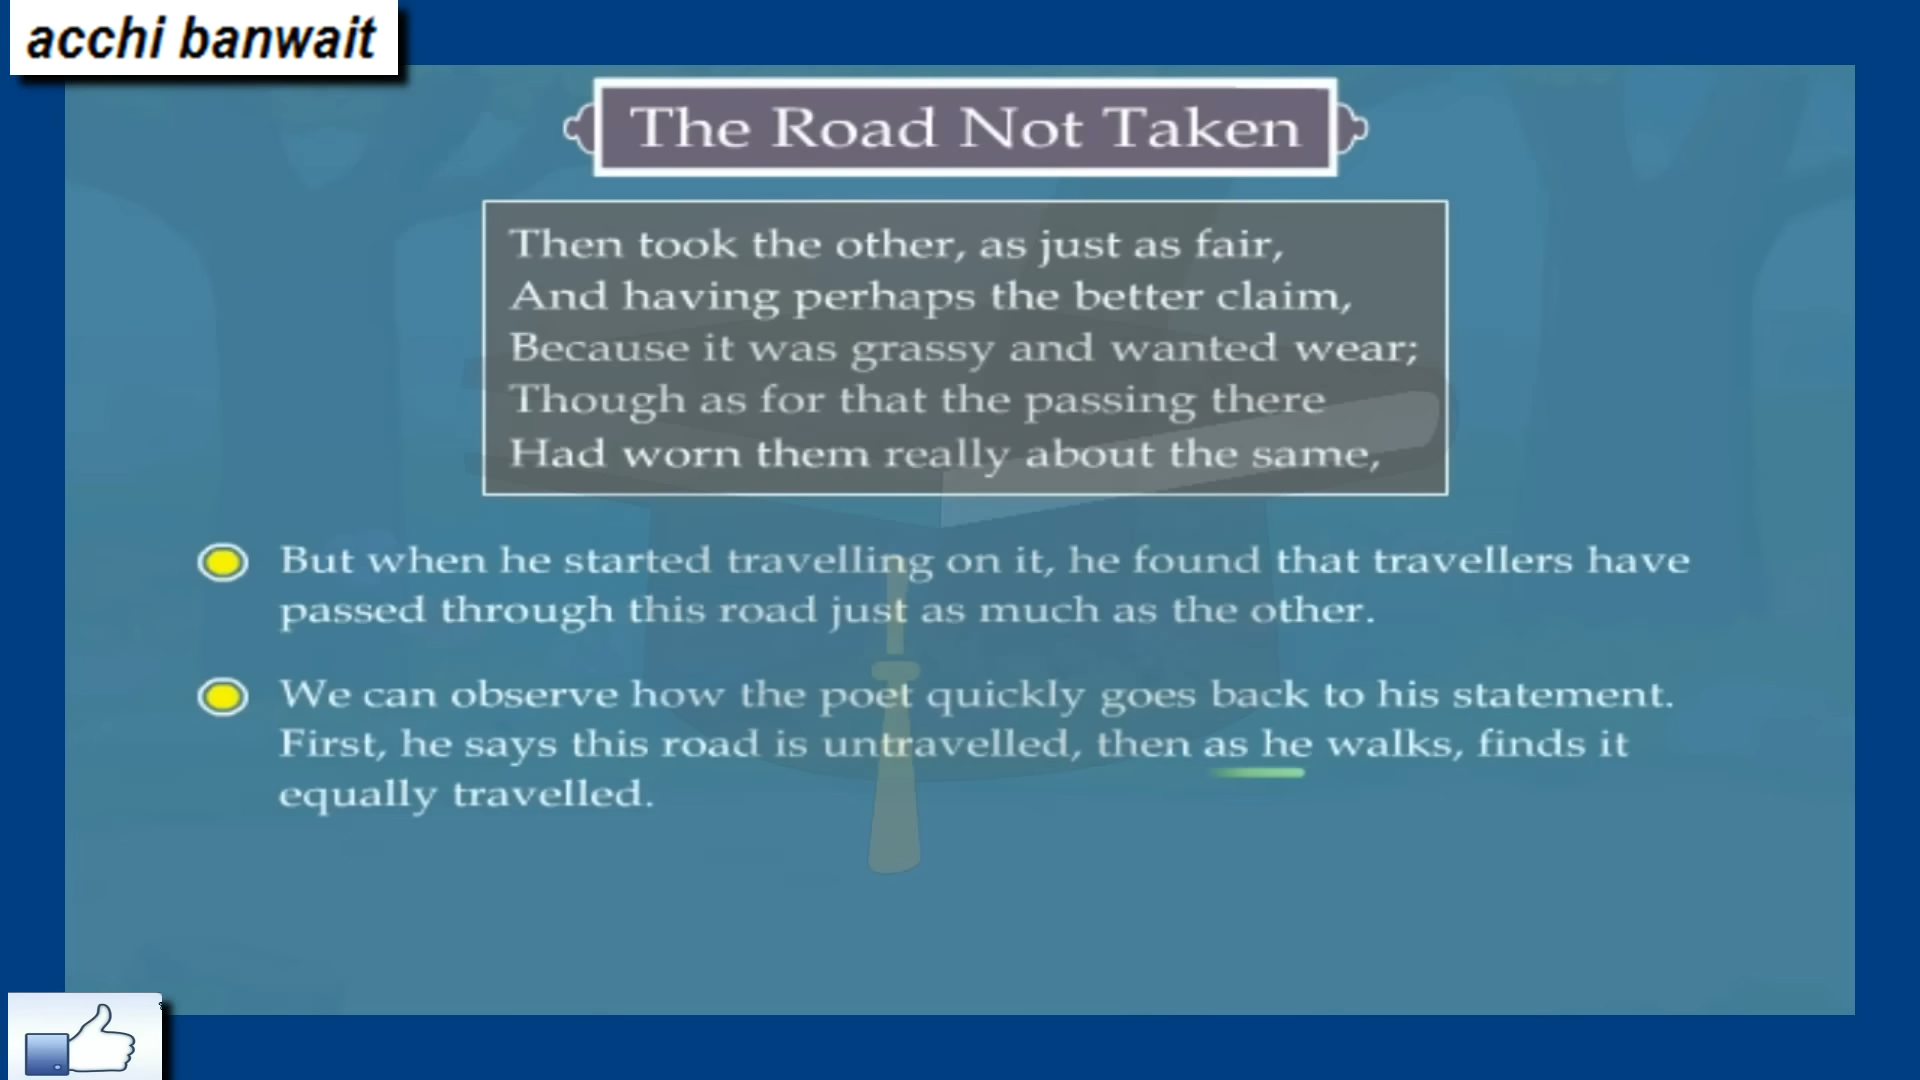 acchi banwait
The Road Not Taken
Then took the other, as just as fair,
And having perhaps the better claim,
Because it was grassy and wanted wear;
Though as for that the passing there
Had worn them really about the same,
But when he started travelling on it, he found that travellers have
passed through this road just as much as the other.
We can observe how the poet quickly goes back to his statement.
First, he says this road is untravelled, then as he walks, finds it
equally travelled.